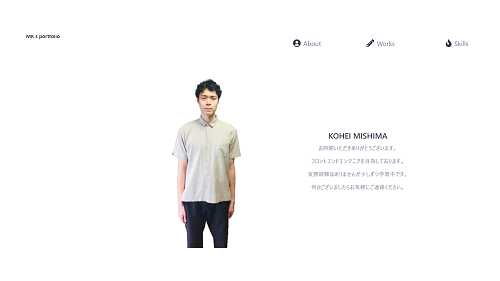 MK's portfolio
About
Works
Skills
KOHEI MISHIMA
お時間いただきありがとうございます。
フロントエンドエンジニアを目指しております。
実務経験はありませんが少しずつ学習中です。
何かございましたらお気軽にご連絡ください。